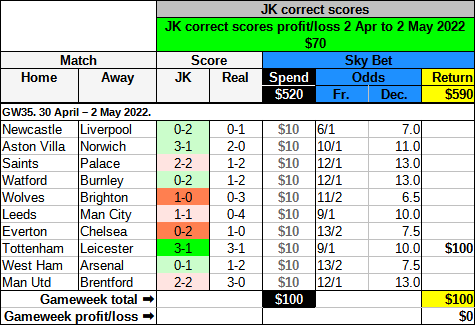 JK correct scores
JK correct scores profit/loss 2 Apr to 2 May 2022
$70
Match Score Sky Bet
Home Away JK Real Spend Odds Return
$520 Fr. Dec. $590
GW35. 30 April – 2 May 2022.
Newcastle Liverpool 0-2 0-1 $10 6/1 7.0
Aston Villa Norwich 3-1 2-0 $10 10/1 11.0
Saints Palace 2-2 1-2 $10 12/1 13.0
Watford Burnley 0-2 1-2 $10 12/1 13.0
Wolves Brighton 1-0 0-3 $10 11/2 6.5
Leeds Man City 1-1 0-4 $10 9/1 10.0
Everton Chelsea 0-2 1-0 $10 13/2 7.5
Tottenham Leicester 3-1 3-1 $10 9/1 10.0 $100
West Ham Arsenal 0-1 1-2 $10 13/2 7.5
Man Utd Brentford 2-2 3-0 $10 12/1 13.0
Gameweek total ➡ $100 $100
Gameweek profit/loss ➡ $0